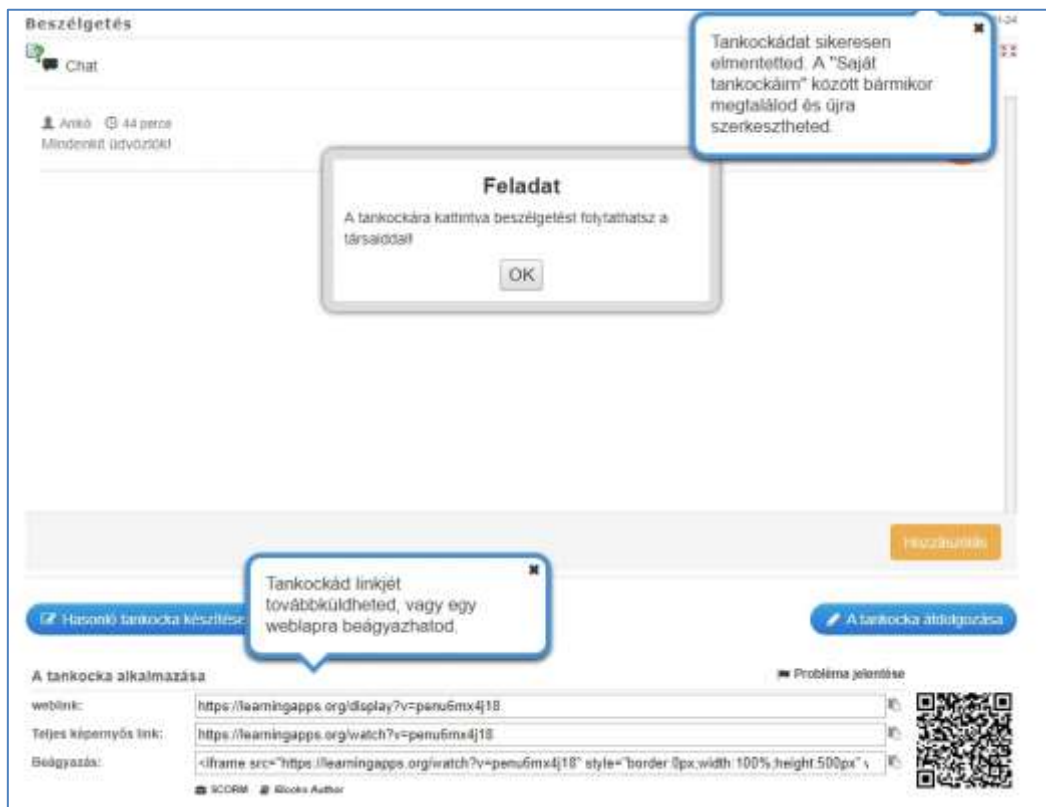 Beszélgetés
-24
Tankockádat sikeresen
elmentetted. A "Saját
tankockáim" között bármikor
megtalálod és újra
szerkesztheted.
Chat
Anikó 44 perce
Mindenkit üdvözlök!
Feladat
A tankockára kattintva beszélgetést folytathatsz a
társaiddal!
OK
Hozzászólás
Tankockád linkjét
továbbküldheted, vagy egy
weblapra beágyazhatod.
Hasonló tankocka készítése
A tankocka átdolgozása
A tankocka alkalmazása
Probléma jelentése
weblink: https://learningapps.org/display?v=penu6mx4j18
Teljes képernyős link: https://learningapps.org/watch?v=penu6mx4j18
Beágyazás: <iframe src="https://learningapps.org/watch?v=penu6mx4j18" style="border:0px;width:100%;height:500px"
SCORM iBooks Author